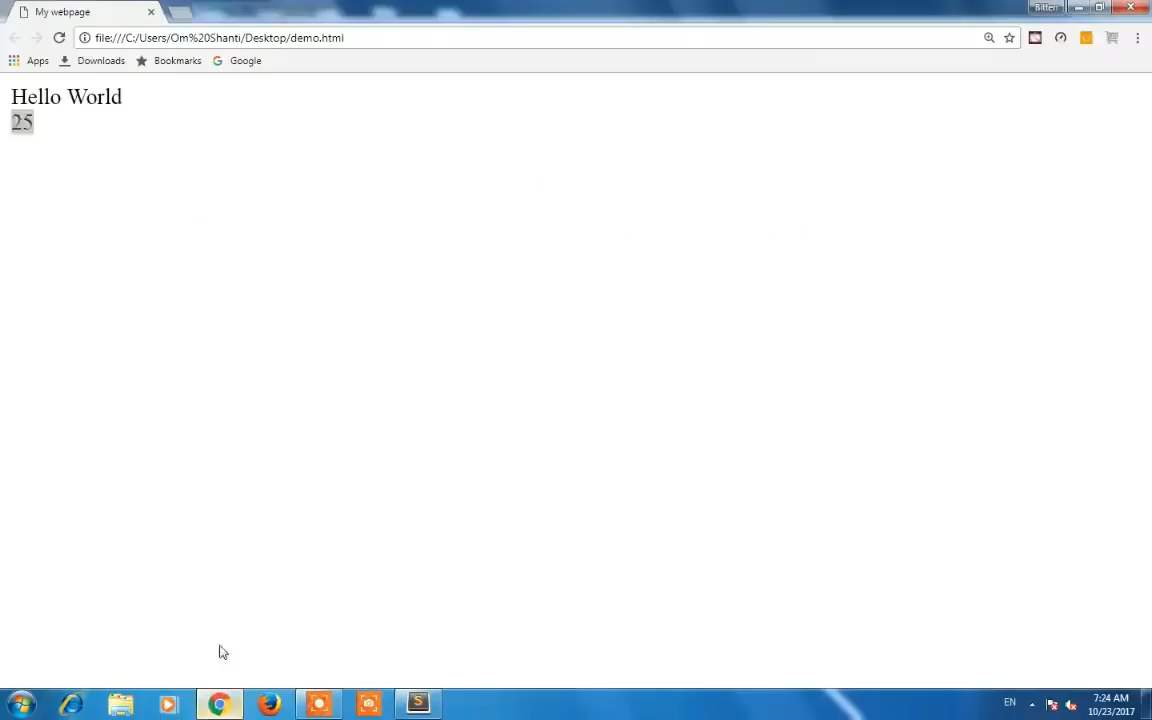 My webpage
Bitten
file:///C:/Users/Om%20Shanti/Desktop/demo.html
Apps Downloads Bookmarks Google
Hello World
25
EN
7:24 AM
10/23/2017